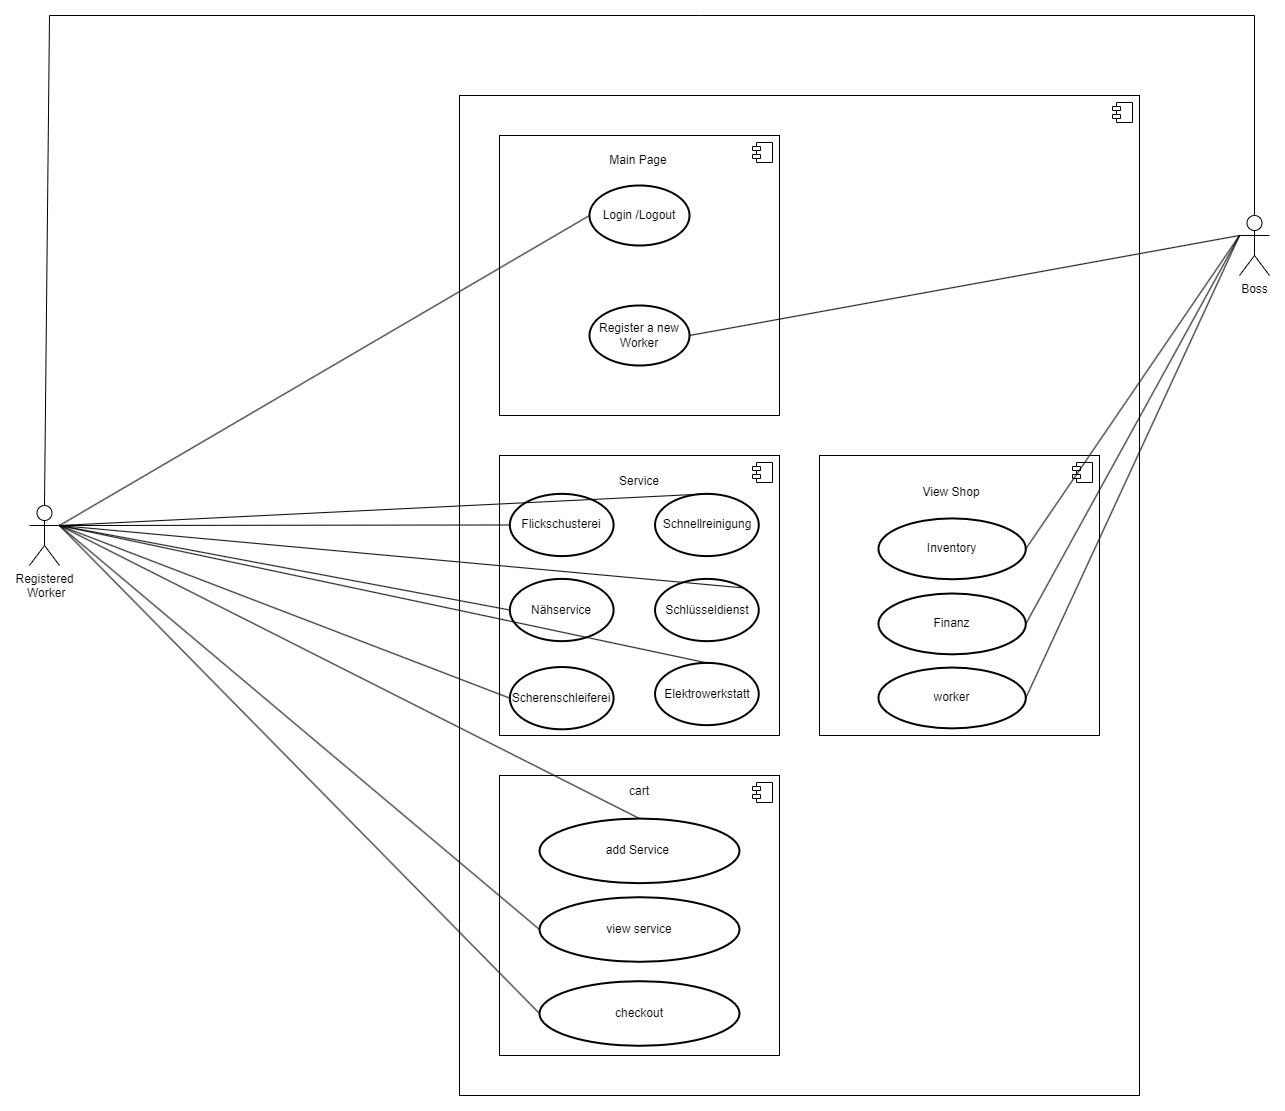 Main Page
Login /Logout
Register a new
Worker
Boss
Registered
Worker
Service
Flickschusterei
Schnellreinigung
Nähservice
Schlüsseldienst
Scherenschleiferei
Elektrowerkstatt
View Shop
Inventory
Finanz
worker
cart
add Service
view service
checkout